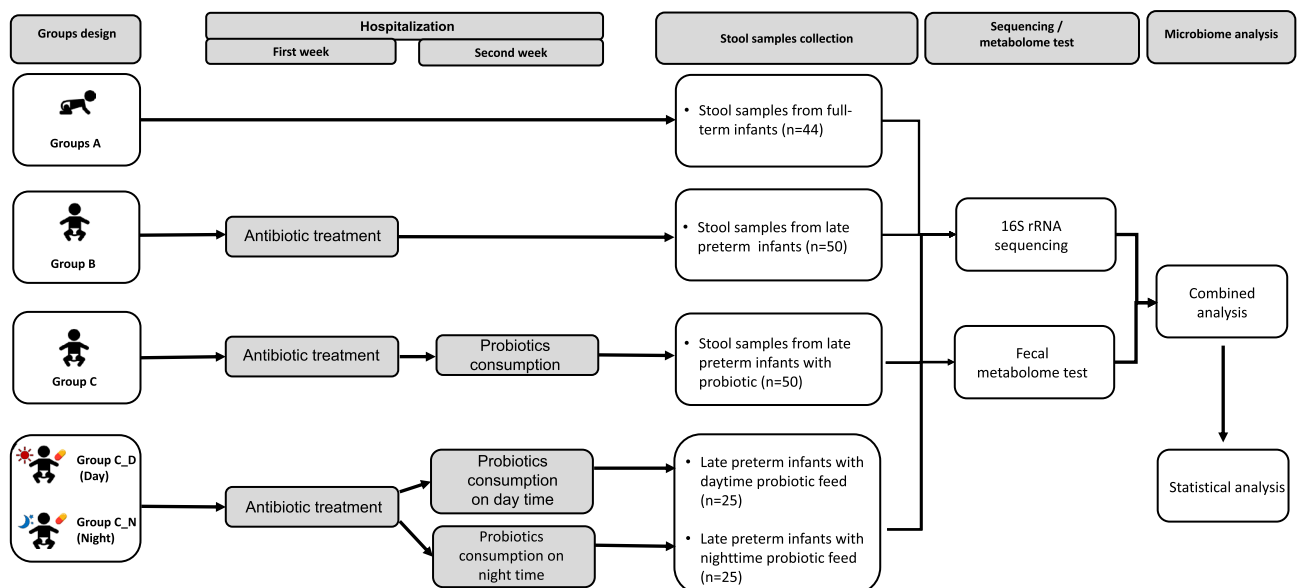 Groups design
Hospitalization
First week
Second week
Stool samples collection
Sequencing /
metabolome test
Microbiome analysis
Groups A
• Stool samples from full-
term infants (n=44)
Group B
Antibiotic treatment
• Stool samples from late
preterm infants (n=50)
16S rRNA
sequencing
Group C
Antibiotic treatment
Probiotics
consumption
• Stool samples from late
preterm infants with
probiotic (n=50)
Fecal
metabolome test
Combined
analysis
Group C_D
(Day)
Group C_N
(Night)
Antibiotic treatment
Probiotics
consumption
on day time
Probiotics
consumption on
night time
• Late preterm infants with
daytime probiotic feed
(n=25)
• Late preterm infants with
nighttime probiotic feed
(n=25)
Statistical analysis